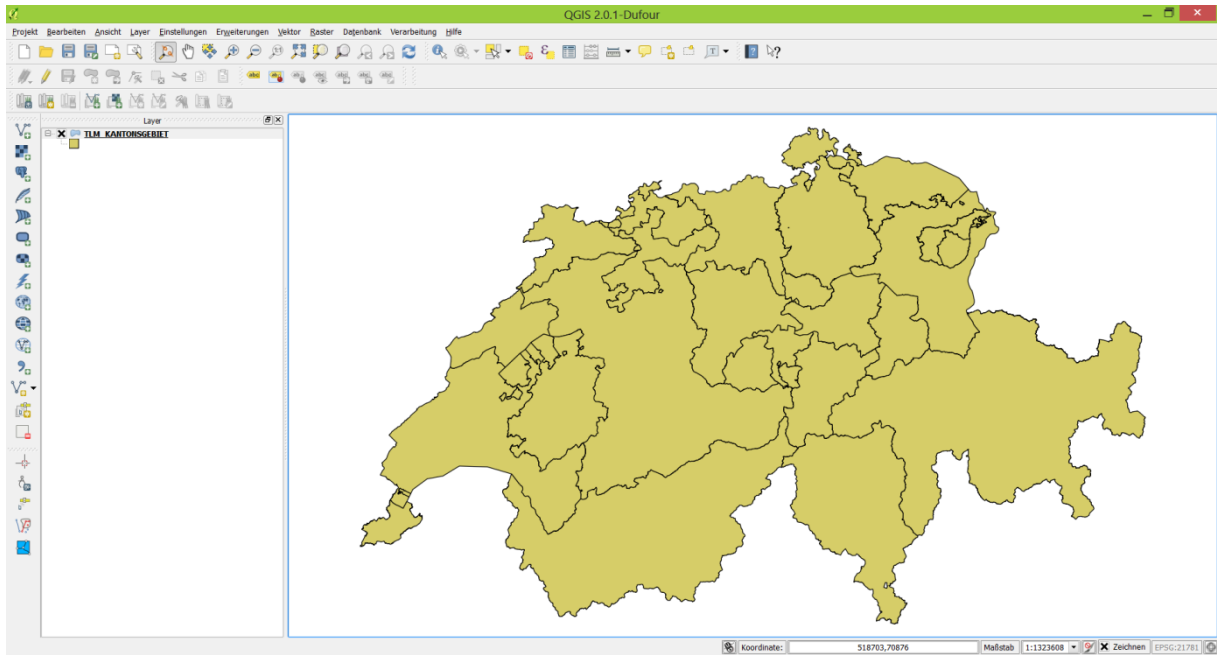 QGIS 2.0.1-Dufour
Projekt Bearbeiten Ansicht Layer Einstellungen Erweiterungen Vektor Raster Datenbank Verarbeitung Hilfe
Layer
TLM_KANTONSGEBIET
Koordinate: 518703,70876 Maßstab 1:1323608 Zeichnen EPSG:21781